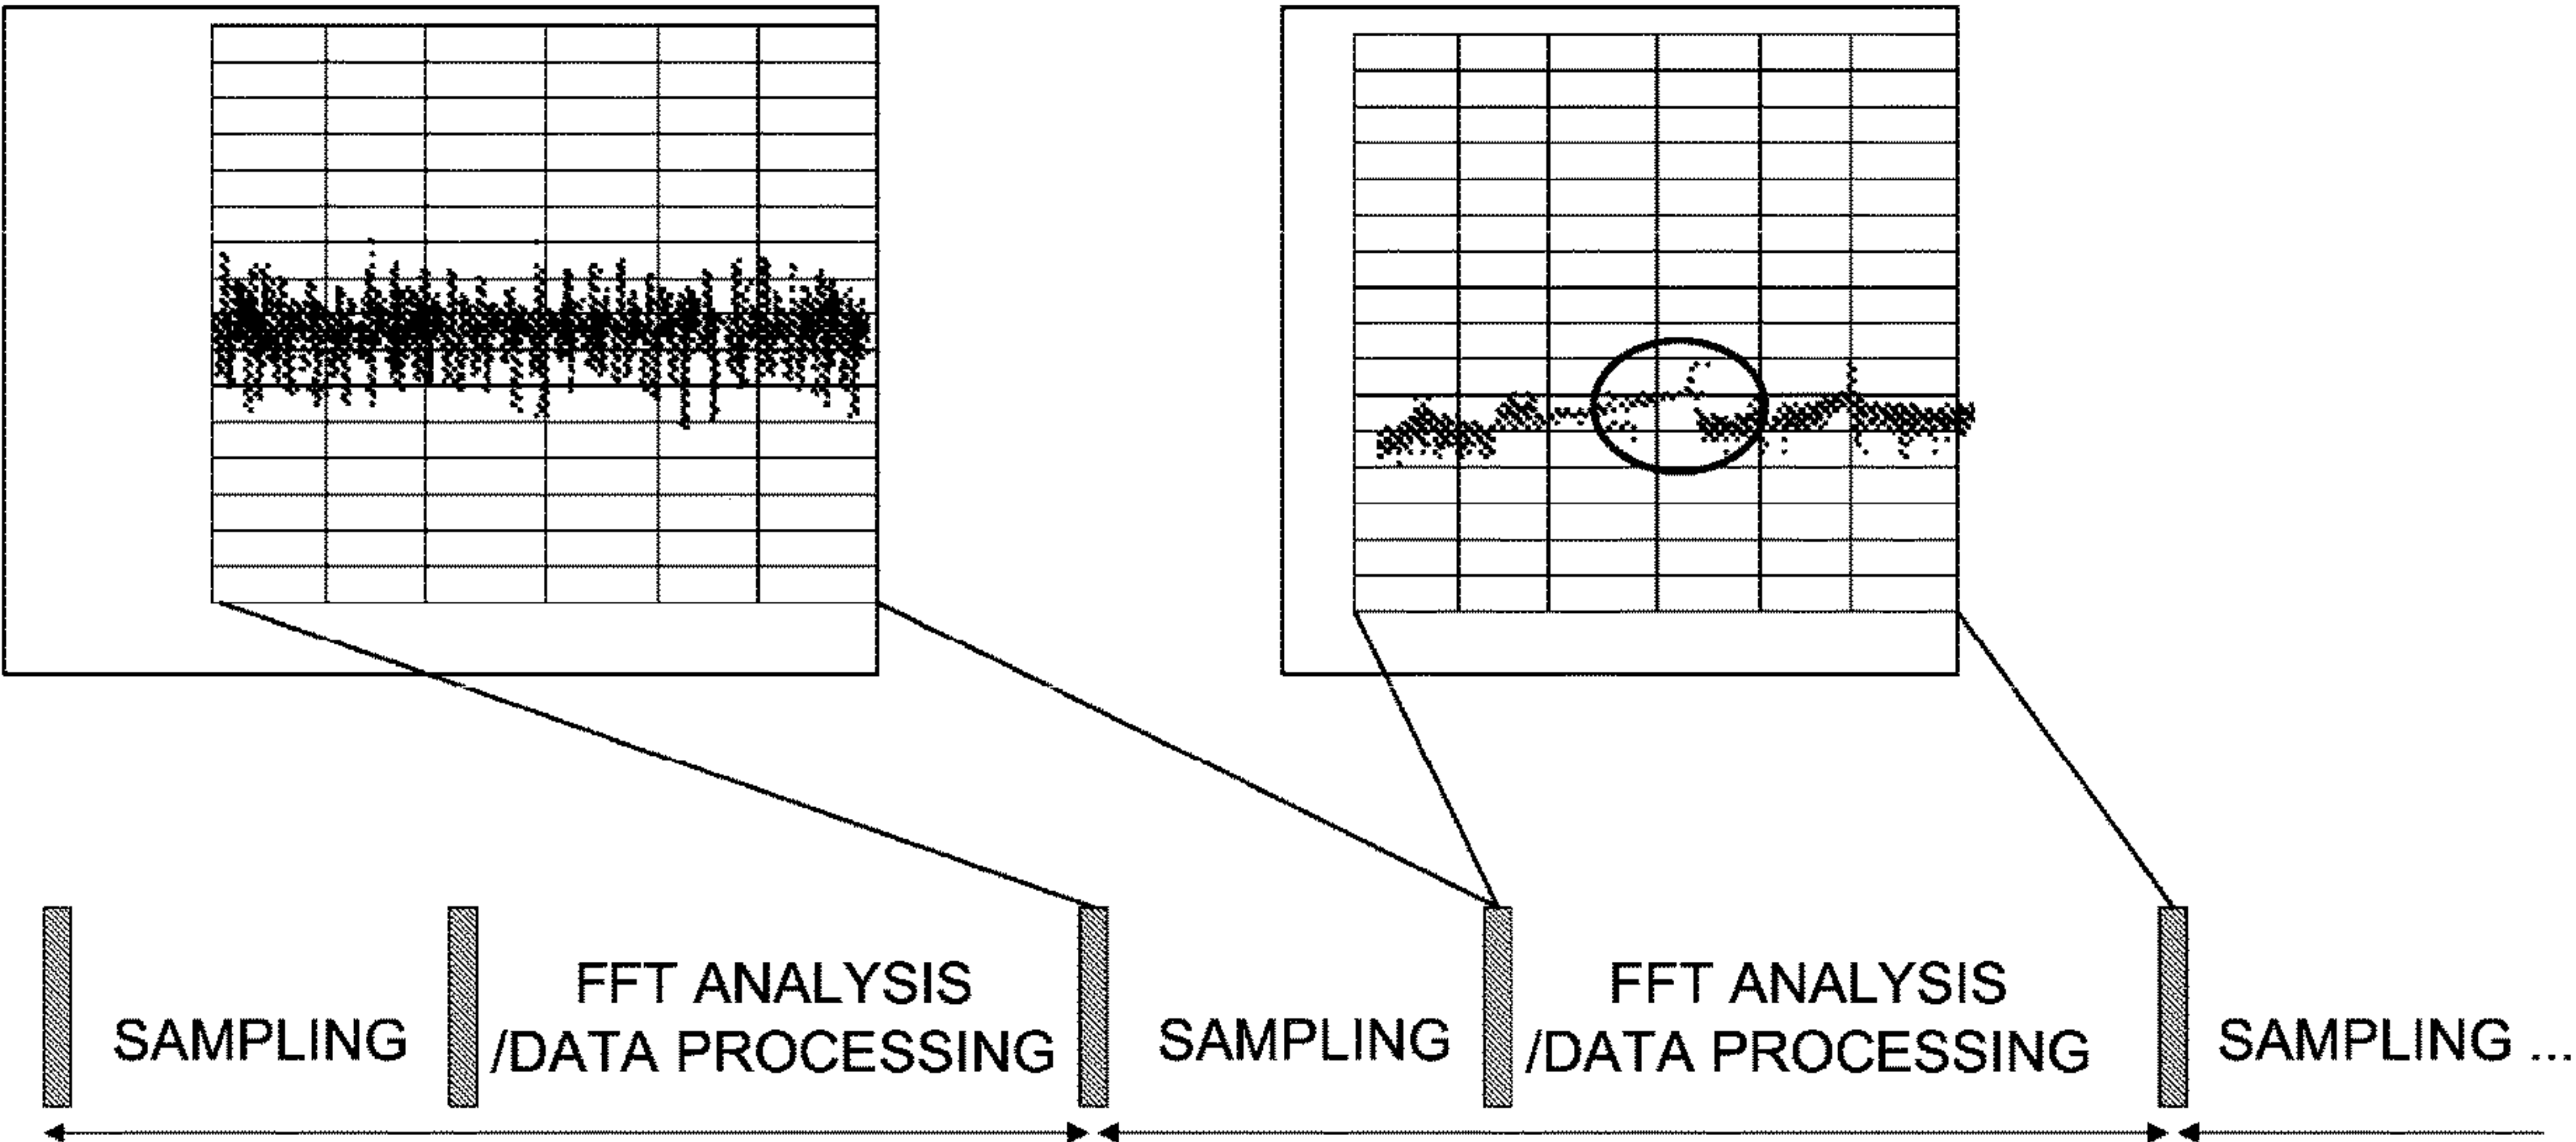 SAMPLING
FFT ANALYSIS
/DATA PROCESSING
SAMPLING
FFT ANALYSIS
/DATA PROCESSING
SAMPLING ...